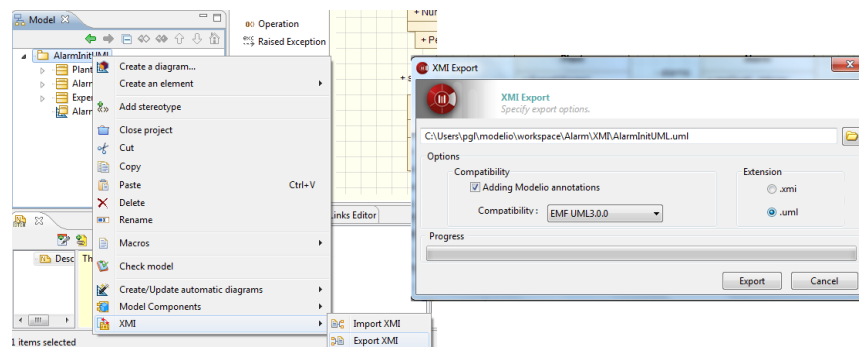 Model
AlarmInitUML
Plant
Alarm
Exper
Alarm
Operation
Raised Exception
+ Pe
Create a diagram...
Create an element
Add stereotype
Close project
Cut
Copy
Paste Ctrl+V
Delete
Rename
Macros
Check model
Create/Update automatic diagrams
Model Components
XMI
Import XMI
Export XMI
inks Editor
Desc Th
1 items selected
XMI Export
XMI Export
Specify export options.
C:\Users\pgl\modelio\workspace\Alarm\XMI\AlarmInitUML.uml
Options
Compatibility
Adding Modelio annotations
Compatibility : EMF UML3.0.0
Extension
.xmi
.uml
Progress
Export Cancel